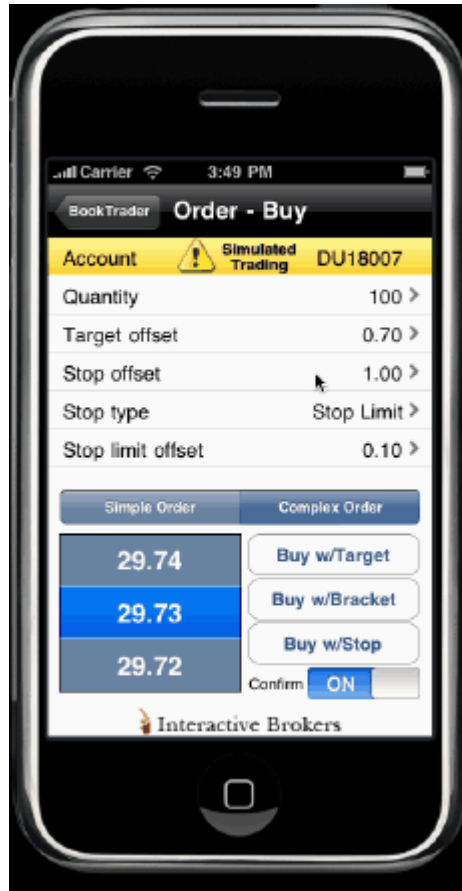 Carrier 3:49 PM
BookTrader Order - Buy
Account Simulated Trading DU18007
Quantity 100
Target offset 0.70
Stop offset 1.00
Stop type Stop Limit
Stop limit offset 0.10
Simple Order Complex Order
29.74 Buy w/Target
29.73 Buy w/Bracket
29.72 Buy w/Stop
Confirm ON
Interactive Brokers